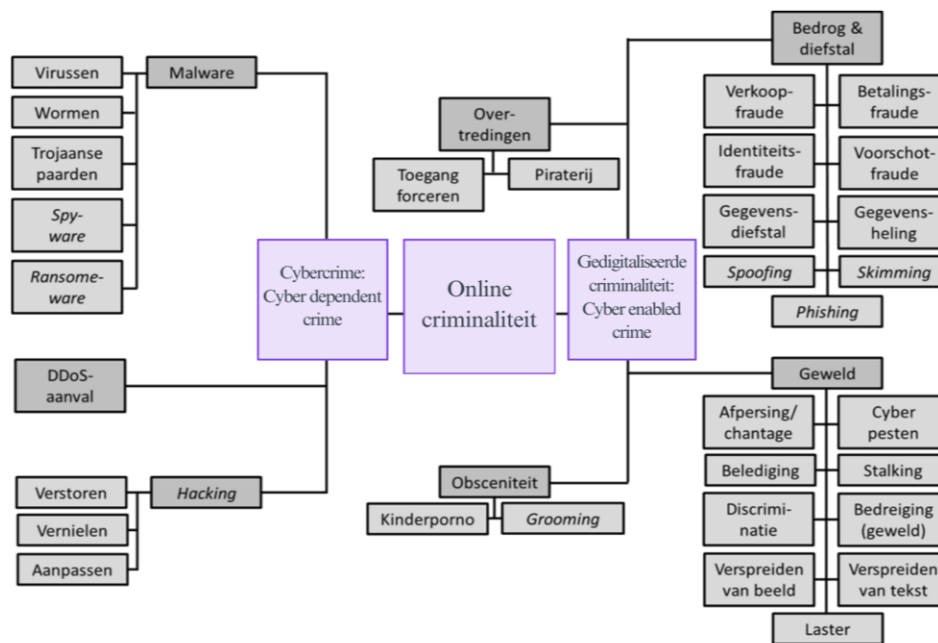 Bedrog &
diefstal
Virussen
Malware
Verkoop-
fraude
Betalings-
fraude
Wormen
Over-
tredingen
Trojaanse
paarden
Identiteits-
fraude
Voorschot-
fraude
Toegang
forceren
Piraterij
Spy-
ware
Gegevens-
diefstal
Gegevens-
heling
Ransome-
ware
Cybercrime:
Cyber dependent
crime
Online
criminaliteit
Gedigitaliseerde
criminaliteit:
Cyber enabled
crime
Spoofing
Skimming
Phishing
DDoS-
aanval
Geweld
Afpersing/
chantage
Cyber
pesten
Verstoren
Hacking
Obsceniteit
Belediging
Stalking
Vernielen
Kinderporno
Grooming
Discrimi-
natie
Bedreiging
(geweld)
Aanpassen
Verspreiden
van beeld
Verspreiden
van tekst
Laster